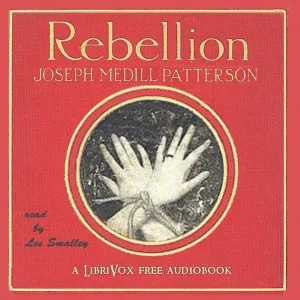 Rebellion
JOSEPH MEDILL PATTERSON
read
by
Lee Smalley
A LIBRIVOX FREE AUDIOBOOK